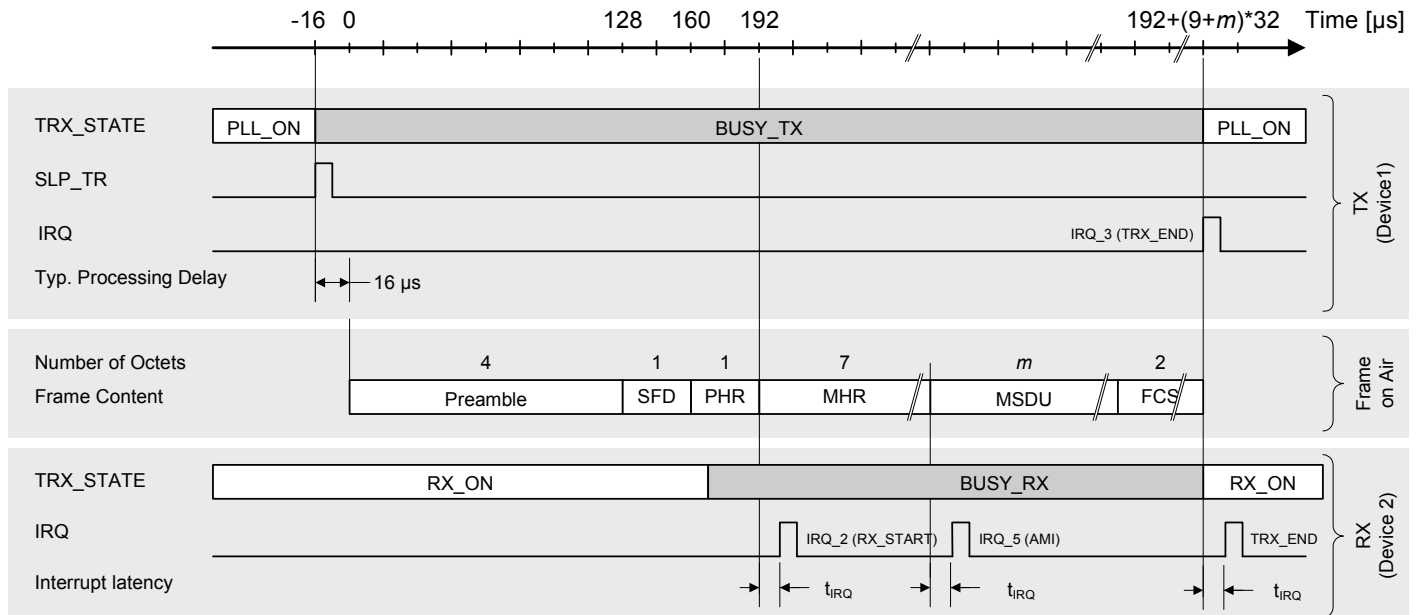 -16 0 128 160 192 192+(9+m)*32 Time [µs]
TRX_STATE PLL_ON BUSY_TX PLL_ON
SLP_TR
IRQ IRQ_3 (TRX_END)
Typ. Processing Delay 16 µs
TX
(Device1)
Number of Octets 4 1 1 7 m 2
Frame Content Preamble SFD PHR MHR MSDU FCS
Frame
on Air
TRX_STATE RX_ON BUSY_RX RX_ON
IRQ IRQ_2 (RX_START) IRQ_5 (AMI) TRX_END
Interrupt latency tIRQ tIRQ tIRQ
RX
(Device 2)